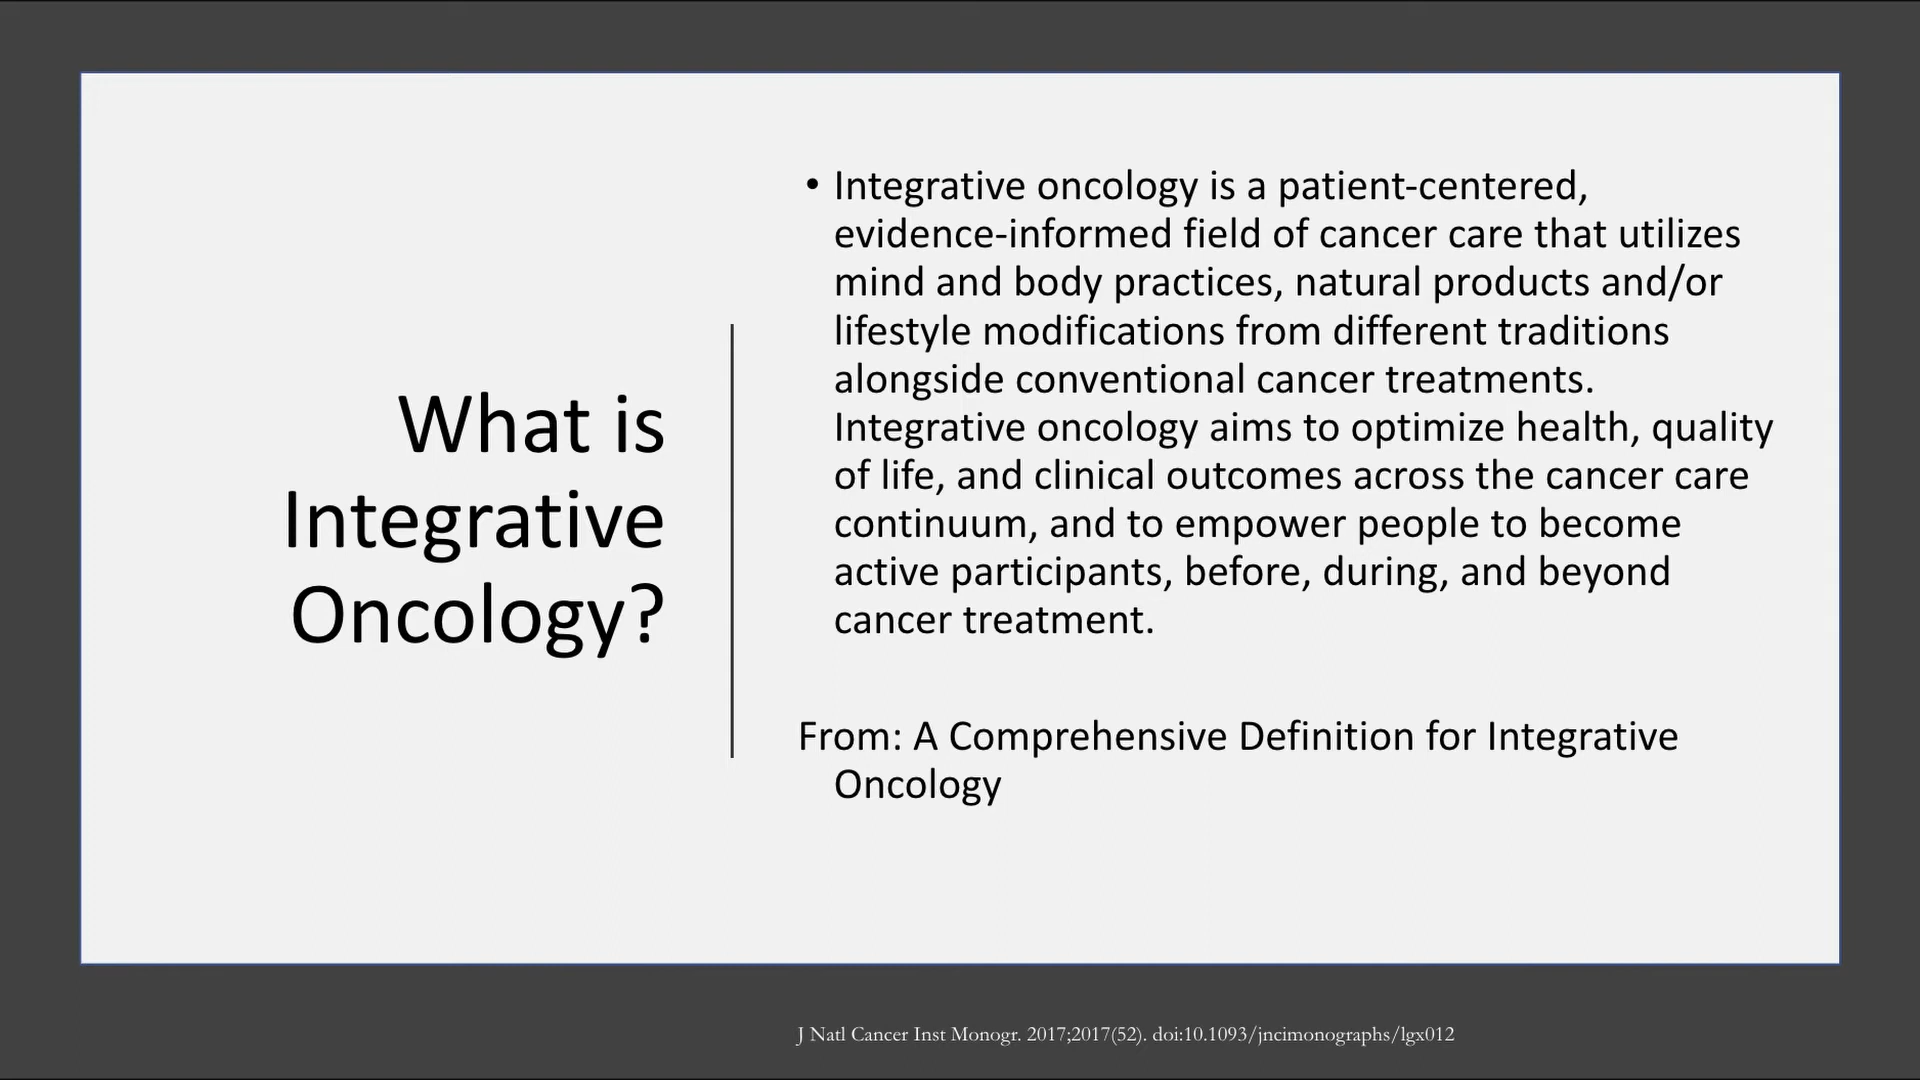 What is
Integrative
Oncology?
• Integrative oncology is a patient-centered,
evidence-informed field of cancer care that utilizes
mind and body practices, natural products and/or
lifestyle modifications from different traditions
alongside conventional cancer treatments.
Integrative oncology aims to optimize health, quality
of life, and clinical outcomes across the cancer care
continuum, and to empower people to become
active participants, before, during, and beyond
cancer treatment.
From: A Comprehensive Definition for Integrative
Oncology
J Natl Cancer Inst Monogr. 2017;2017(52). doi:10.1093/jncimonographs/lgx012